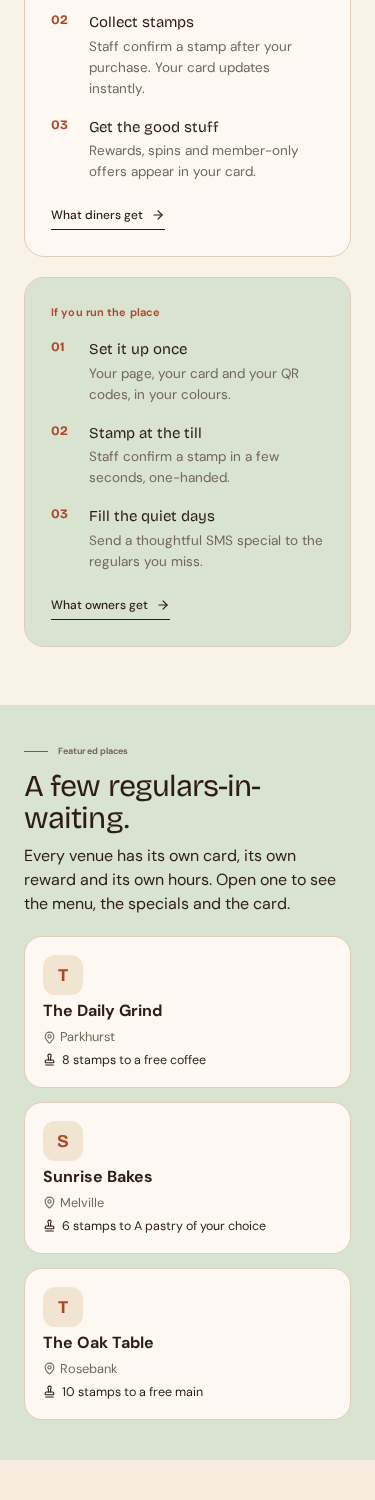 02 Collect stamps
Staff confirm a stamp after your
purchase. Your card updates
instantly.
03 Get the good stuff
Rewards, spins and member-only
offers appear in your card.
What diners get →
If you run the place
01 Set it up once
Your page, your card and your QR
codes, in your colours.
02 Stamp at the till
Staff confirm a stamp in a few
seconds, one-handed.
03 Fill the quiet days
Send a thoughtful SMS special to the
regulars you miss.
What owners get →
Featured places
A few regulars-in-
waiting.
Every venue has its own card, its own
reward and its own hours. Open one to see
the menu, the specials and the card.
T
The Daily Grind
Parkhurst
8 stamps to a free coffee
S
Sunrise Bakes
Melville
6 stamps to A pastry of your choice
T
The Oak Table
Rosebank
10 stamps to a free main